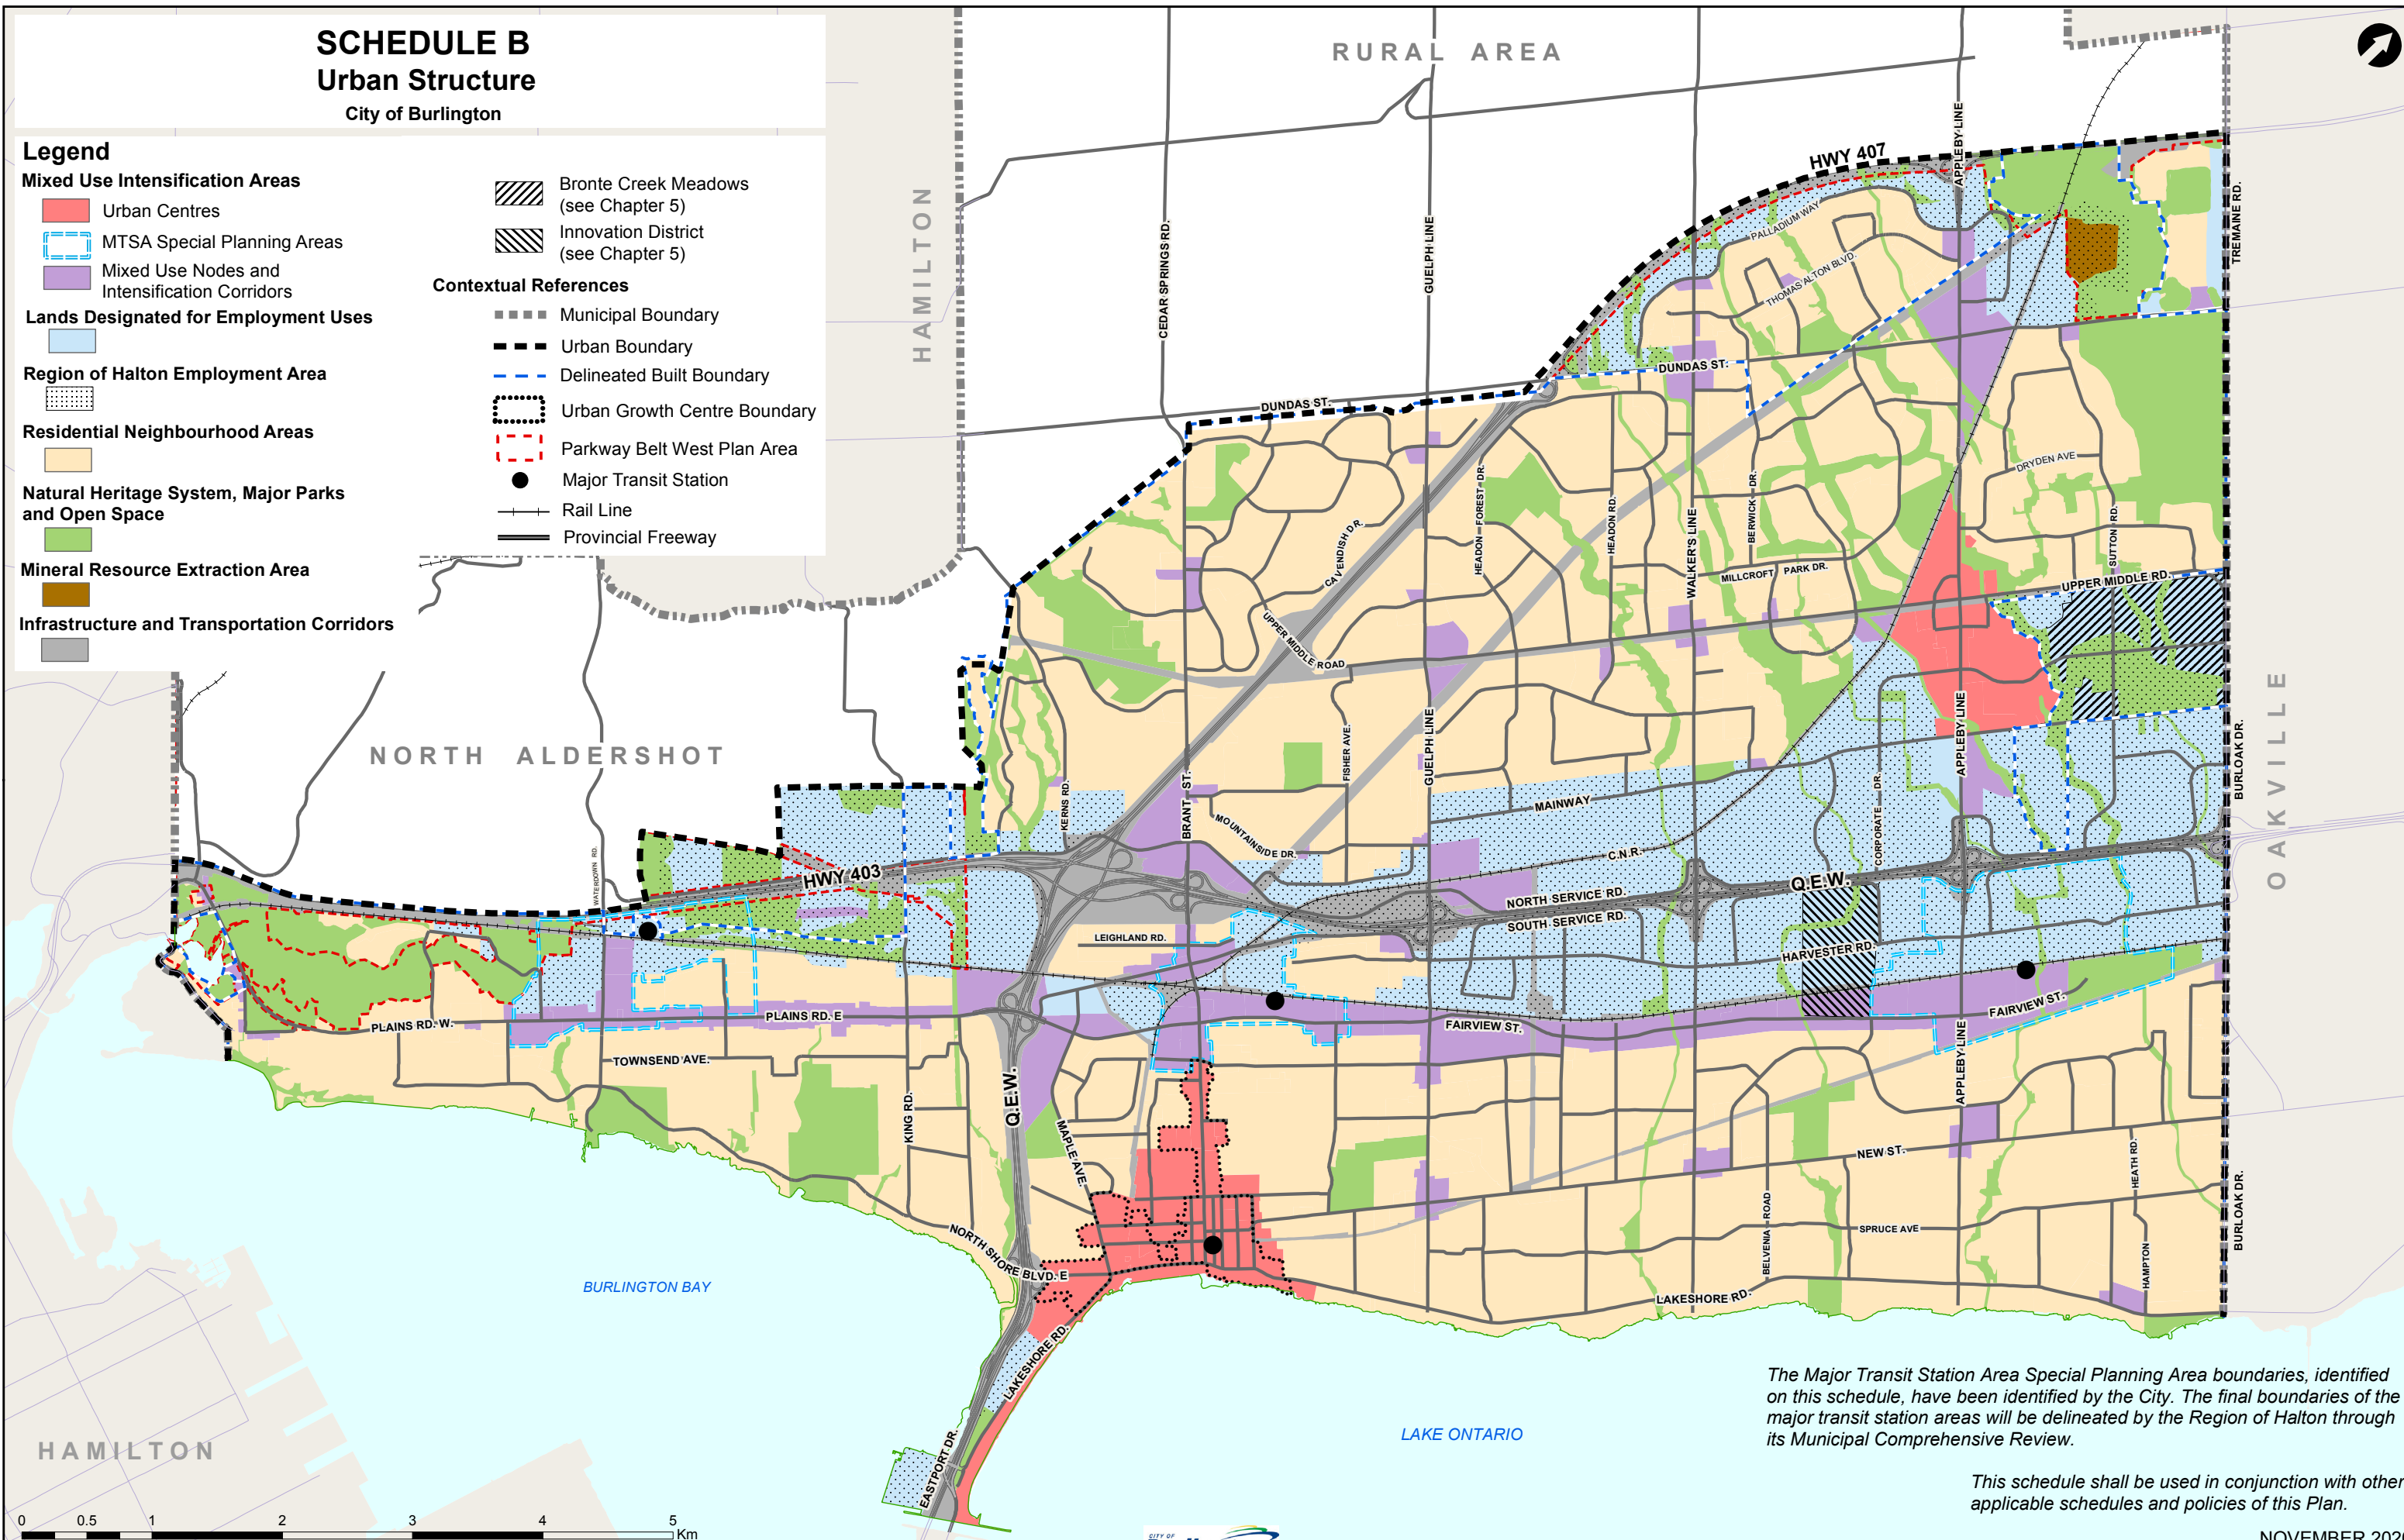 SCHEDULE B
Urban Structure
City of Burlington
Legend
Mixed Use Intensification Areas
Urban Centres
MTSA Special Planning Areas
Mixed Use Nodes and
Intensification Corridors
Lands Designated for Employment Uses
Region of Halton Employment Area
Residential Neighbourhood Areas
Natural Heritage System, Major Parks
and Open Space
Mineral Resource Extraction Area
Infrastructure and Transportation Corridors
Bronte Creek Meadows
(see Chapter 5)
Innovation District
(see Chapter 5)
Contextual References
Municipal Boundary
Urban Boundary
Delineated Built Boundary
Urban Growth Centre Boundary
Parkway Belt West Plan Area
Major Transit Station
Rail Line
Provincial Freeway
RURAL AREA
HAMILTON
NORTH ALDERSHOT
OAKVILLE
HAMILTON
BURLINGTON BAY
LAKE ONTARIO
HWY 407
APPLEBY LINE
TREMAINE RD.
CEDAR SPRINGS RD.
GUELPH LINE
PALLADIUM WAY
THOMAS ALTON BLVD.
DUNDAS ST.
DUNDAS ST.
DRYDEN AVE
SUTTON RD.
HEADON FOREST DR.
HEADON RD.
WALKER'S LINE
BERWICK DR.
CAVENDISH DR.
MILLCROFT PARK DR.
UPPER MIDDLE RD.
UPPER MIDDLE ROAD
FISHER AVE.
GUELPH LINE
APPLEBY LINE
BURLOAK DR.
KERNS RD.
BRANT ST.
MOUNTAINSIDE DR.
MAINWAY
CORPORATE DR.
C.N.R.
WATERDOWN RD.
HWY 403
Q.E.W.
NORTH SERVICE RD.
SOUTH SERVICE RD.
LEIGHLAND RD.
HARVESTER RD.
PLAINS RD. W.
PLAINS RD. E
FAIRVIEW ST.
FAIRVIEW ST.
TOWNSEND AVE.
KING RD.
Q.E.W.
MAPLE AVE.
APPLEBY LINE
NEW ST.
HEATH RD.
BURLOAK DR.
BELVENIA ROAD
SPRUCE AVE
HAMPTON
NORTH SHORE BLVD. E
LAKESHORE RD.
LAKESHORE RD.
EASTPORT DR.
The Major Transit Station Area Special Planning Area boundaries, identified
on this schedule, have been identified by the City. The final boundaries of the
major transit station areas will be delineated by the Region of Halton through
its Municipal Comprehensive Review.
This schedule shall be used in conjunction with other
applicable schedules and policies of this Plan.
0 0.5 1 2 3 4 5
Km
CITY OF